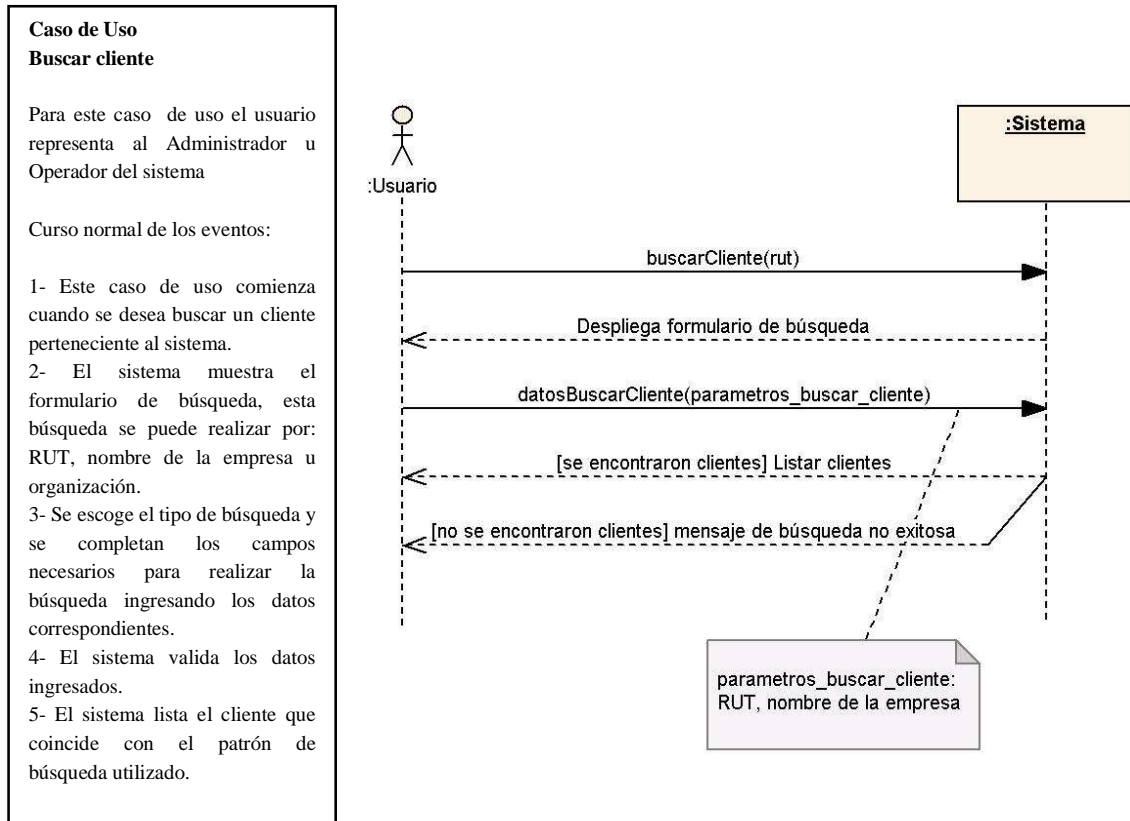 Caso de Uso
Buscar cliente
Para este caso de uso el usuario
representa al Administrador u
Operador del sistema
Curso normal de los eventos:
1- Este caso de uso comienza
cuando se desea buscar un cliente
perteneciente al sistema.
2- El sistema muestra el
formulario de búsqueda, esta
búsqueda se puede realizar por:
RUT, nombre de la empresa u
organización.
3- Se escoge el tipo de búsqueda y
se completan los campos
necesarios para realizar la
búsqueda ingresando los datos
correspondientes.
4- El sistema valida los datos
ingresados.
5- El sistema lista el cliente que
coincide con el patrón de
búsqueda utilizado.
:Usuario
:Sistema
buscarCliente(rut)
Despliega formulario de búsqueda
datosBuscarCliente(parametros_buscar_cliente)
[se encontraron clientes] Listar clientes
[no se encontraron clientes] mensaje de búsqueda no exitosa
parametros_buscar_cliente:
RUT, nombre de la empresa